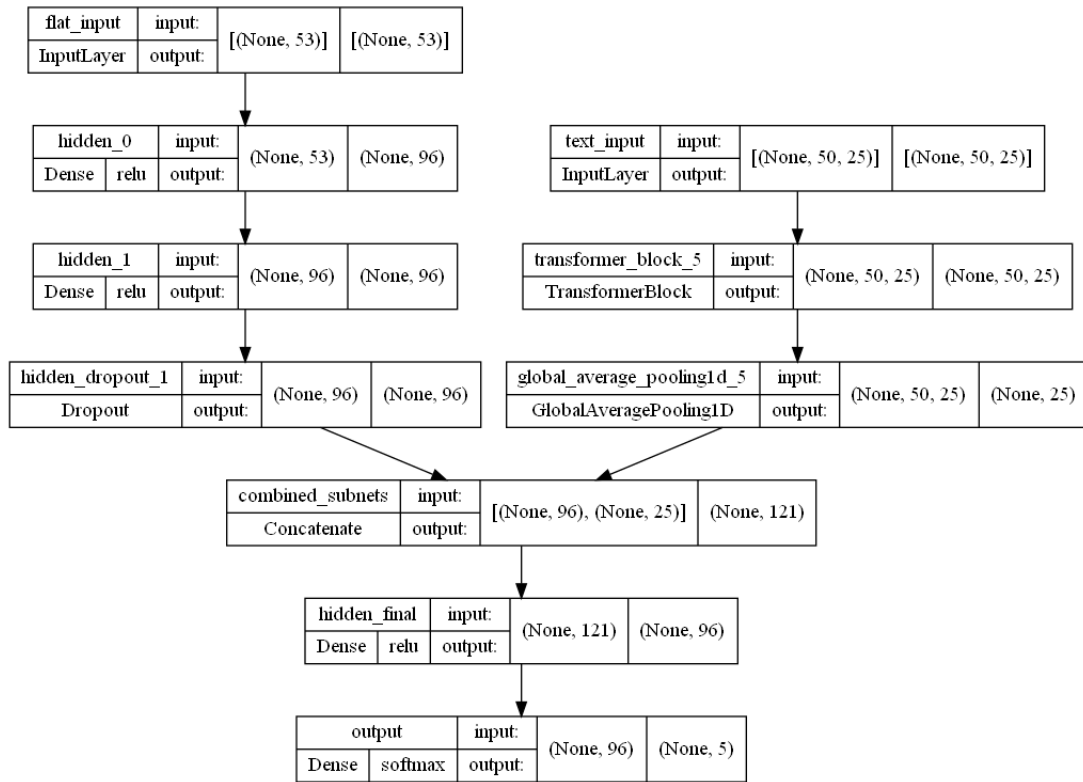 flat_input input: [(None, 53)] [(None, 53)]
InputLayer output:
hidden_0 input: (None, 53) (None, 96)
Dense relu output:
text_input input: [(None, 50, 25)] [(None, 50, 25)]
InputLayer output:
hidden_1 input: (None, 96) (None, 96)
Dense relu output:
transformer_block_5 input: (None, 50, 25) (None, 50, 25)
TransformerBlock output:
hidden_dropout_1 input: (None, 96) (None, 96)
Dropout output:
global_average_pooling1d_5 input: (None, 50, 25) (None, 25)
GlobalAveragePooling1D output:
combined_subnets input: [(None, 96), (None, 25)] (None, 121)
Concatenate output:
hidden_final input: (None, 121) (None, 96)
Dense relu output:
output input: (None, 96) (None, 5)
Dense softmax output: